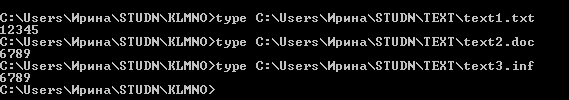 C:\Users\Ирина\STUDN\KLMNO>type C:\Users\Ирина\STUDN\TEXT\text1.txt
12345
C:\Users\Ирина\STUDN\KLMNO>type C:\Users\Ирина\STUDN\TEXT\text2.doc
6789
C:\Users\Ирина\STUDN\KLMNO>type C:\Users\Ирина\STUDN\TEXT\text3.inf
6789
C:\Users\Ирина\STUDN\KLMNO>